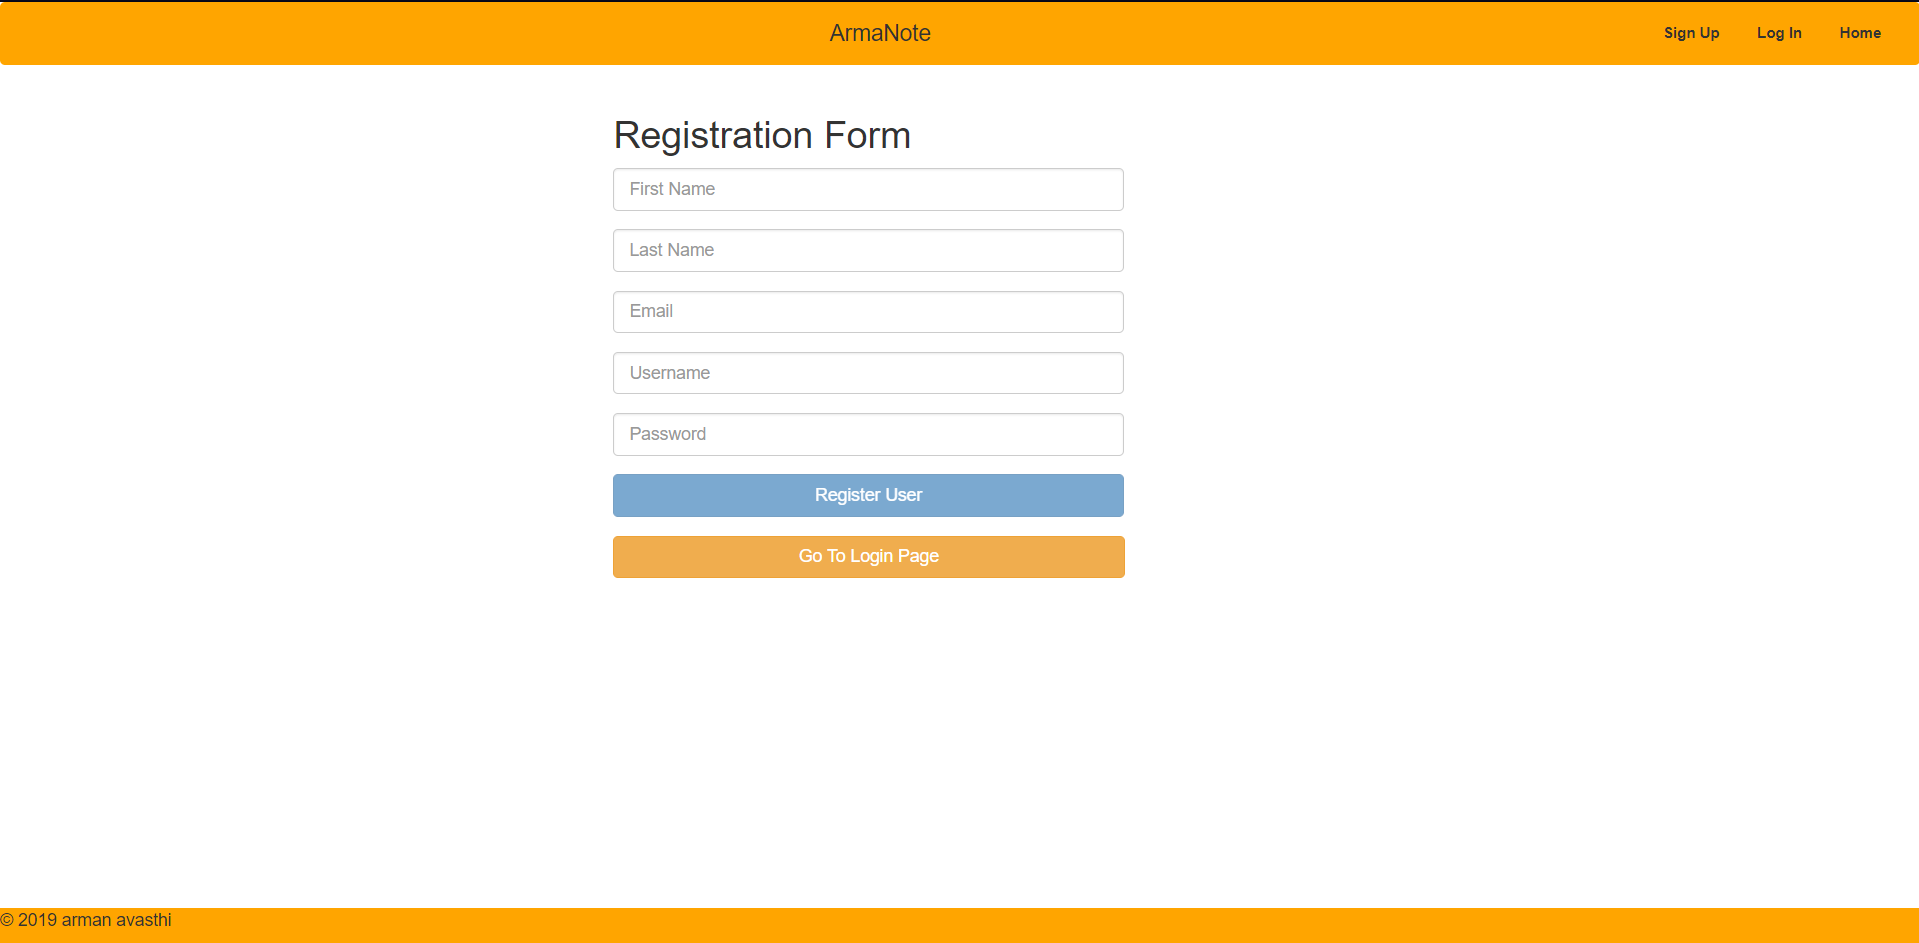 ArmaNote
Sign Up
Log In
Home
Registration Form
First Name
Last Name
Email
Username
Password
Register User
Go To Login Page
© 2019 arman avasthi